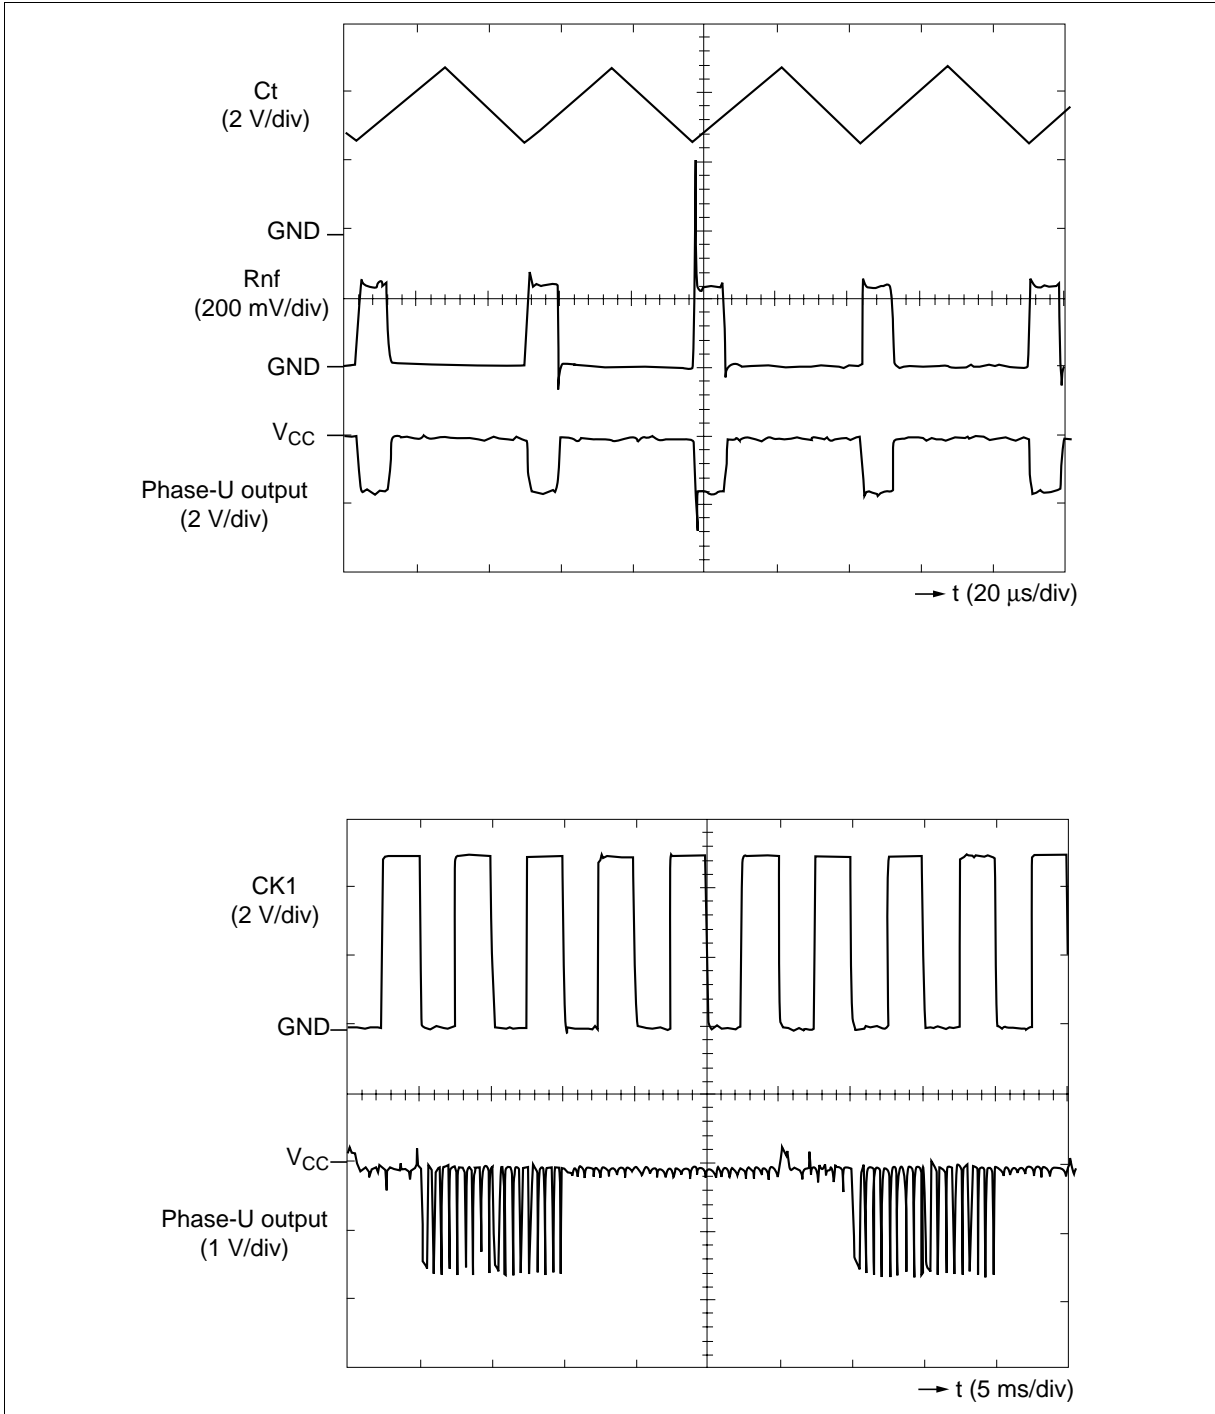 Ct
(2 V/div)
GND
Rnf
(200 mV/div)
GND
VCC
Phase-U output
(2 V/div)
t (20 µs/div)
CK1
(2 V/div)
GND
VCC
Phase-U output
(1 V/div)
t (5 ms/div)